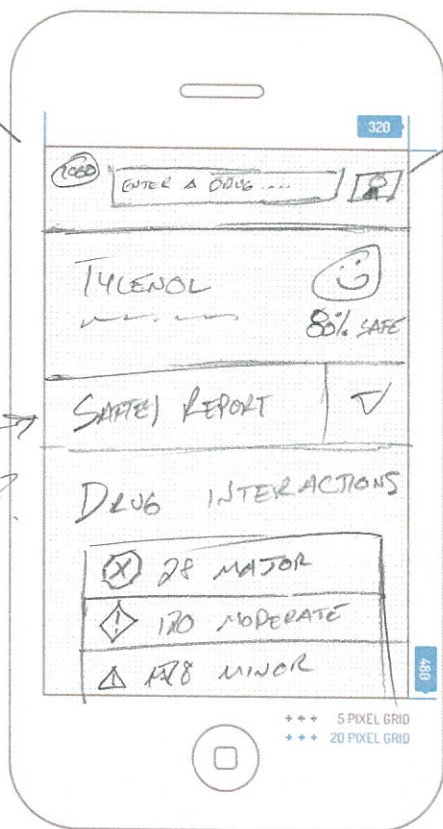 320
LOGO ENTER A DRUG ....
TYLENOL
80% SAFE
SAFTEY REPORT
DRUG INTERACTIONS
X 28 MAJOR
! 120 MODERATE
MINOR
480
5 PIXEL GRID
20 PIXEL GRID